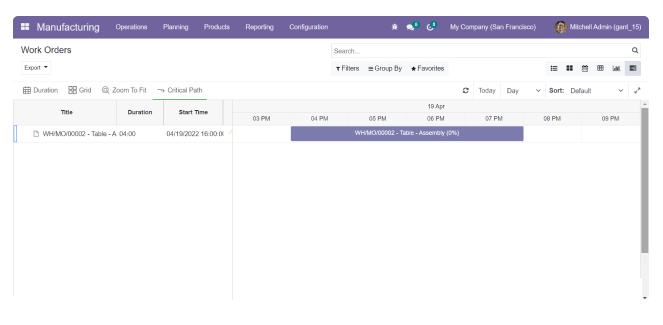 Manufacturing Operations Planning Products Reporting Configuration My Company (San Francisco) Mitchell Admin (gant_15)
Work Orders
Search...
Export Filters Group By Favorites
Duration Grid Zoom To Fit Critical Path Today Day Sort: Default
Title Duration Start Time 19 Apr
03 PM 04 PM 05 PM 06 PM 07 PM 08 PM 09 PM
WH/MO/00002 - Table - A 04:00 04/19/2022 16:00:0 WH/MO/00002 - Table - Assembly (0%)